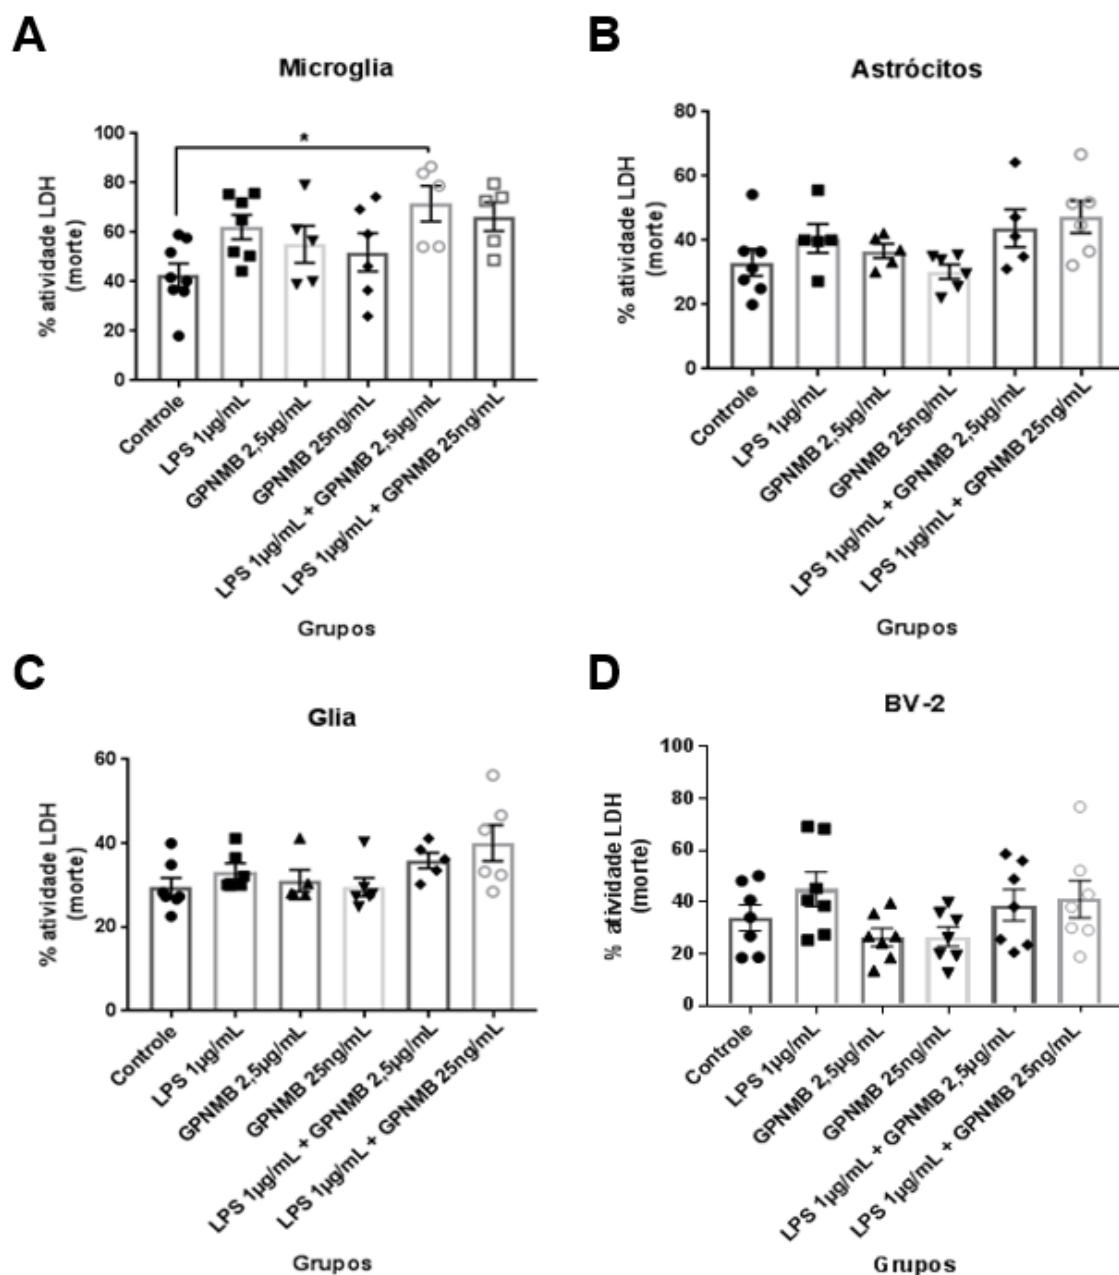 A
Microglia
% atividade LDH
(morte)
100
80
60
40
20
0
*
Controle
LPS 1µg/mL
GPNMB 2,5µg/mL
GPNMB 25ng/mL
LPS 1µg/mL + GPNMB 2,5µg/mL
LPS 1µg/mL + GPNMB 25ng/mL
Grupos
B
Astrócitos
% atividade LDH
(morte)
80
60
40
20
0
Controle
LPS 1µg/mL
GPNMB 2,5µg/mL
GPNMB 25ng/mL
LPS 1µg/mL + GPNMB 2,5µg/mL
LPS 1µg/mL + GPNMB 25ng/mL
Grupos
C
Glia
% atividade LDH
(morte)
60
40
20
0
Controle
LPS 1µg/mL
GPNMB 2,5µg/mL
GPNMB 25ng/mL
LPS 1µg/mL + GPNMB 2,5µg/mL
LPS 1µg/mL + GPNMB 25ng/mL
Grupos
D
BV-2
% atividade LDH
(morte)
100
80
60
40
20
0
Controle
LPS 1µg/mL
GPNMB 2,5µg/mL
GPNMB 25ng/mL
LPS 1µg/mL + GPNMB 2,5µg/mL
LPS 1µg/mL + GPNMB 25ng/mL
Grupos